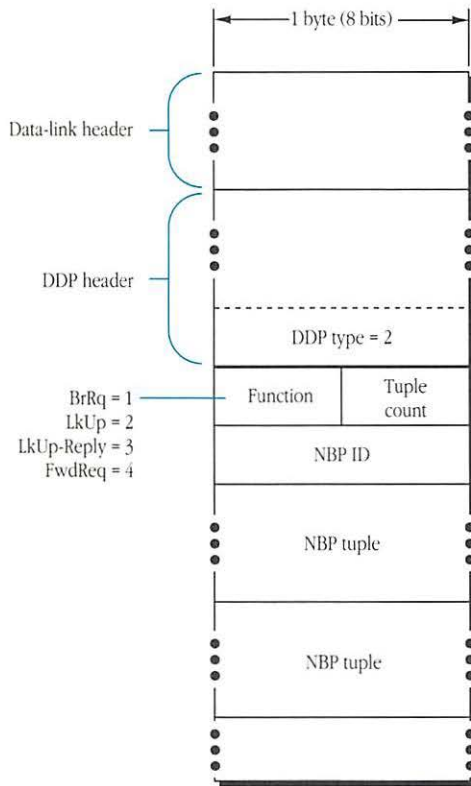 1 byte (8 bits)
Data-link header
DDP header
DDP type = 2
BrRq = 1
LkUp = 2
LkUp-Reply = 3
FwdReq = 4
Function
Tuple
count
NBP ID
NBP tuple
NBP tuple